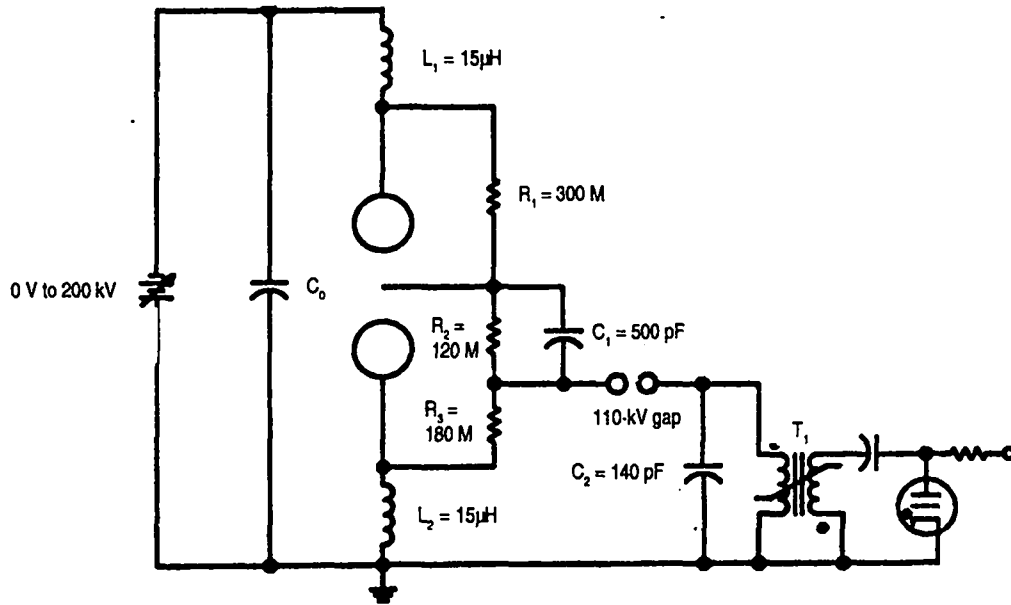 L₁ = 15μH
R₁ = 300 M
0 V to 200 kV
C₀
R₂ =
120 M
C₁ = 500 pF
R₃ =
180 M
110-kV gap
T₁
C₂ = 140 pF
L₂ = 15μH